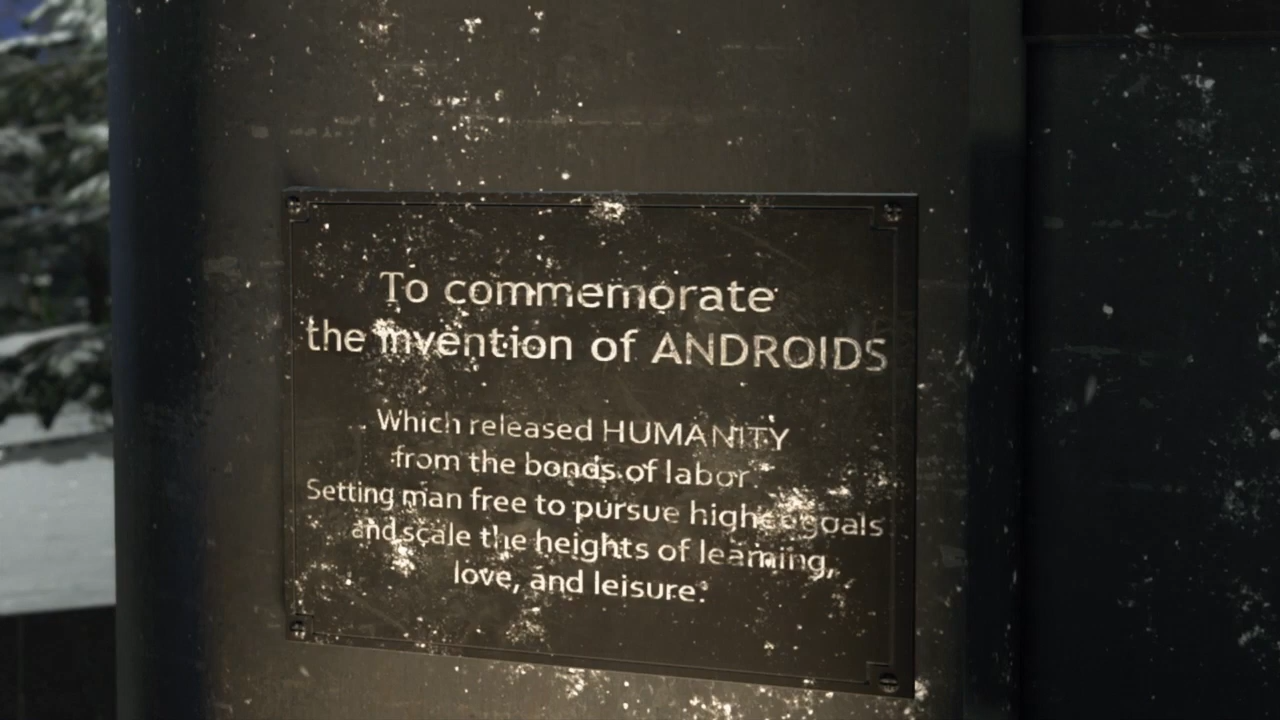 To commemorate
the invention of ANDROIDS
Which released HUMANITY
from the bonds of labor.
Setting man free to pursue higher goals
and scale the heights of learning,
love, and leisure.